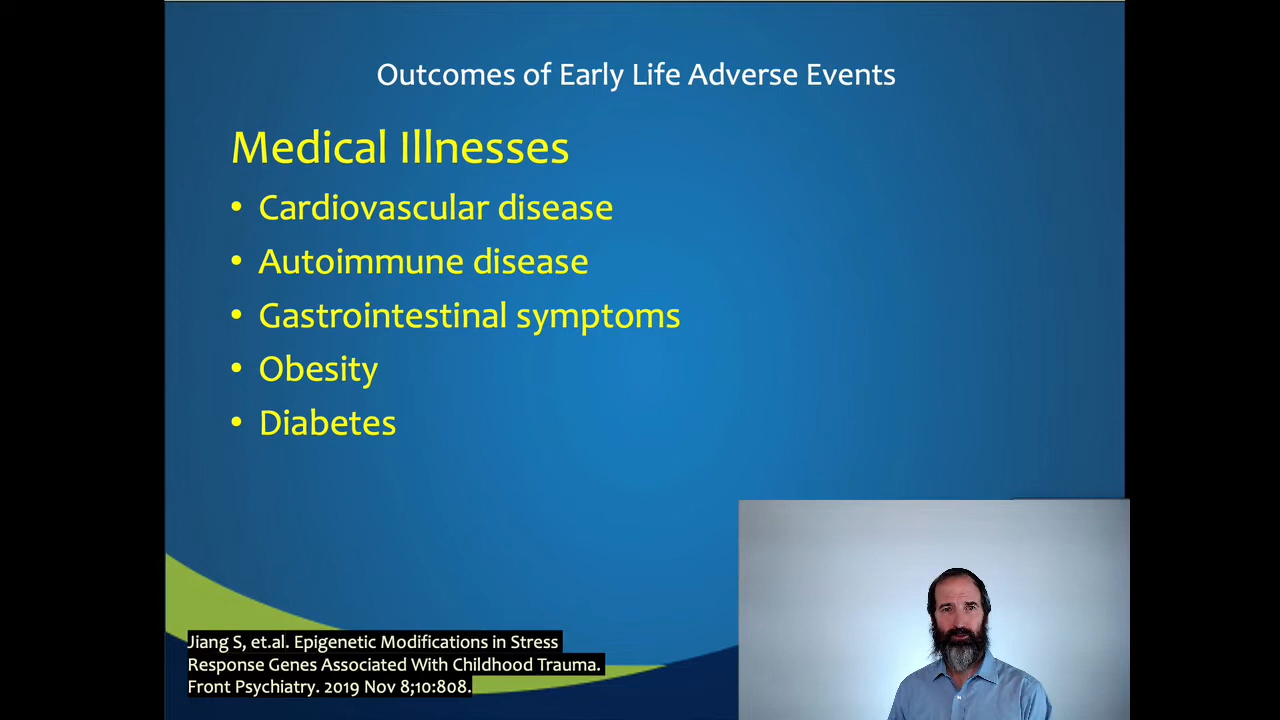 Outcomes of Early Life Adverse Events
Medical Illnesses
• Cardiovascular disease
• Autoimmune disease
• Gastrointestinal symptoms
• Obesity
• Diabetes
Jiang S, et.al. Epigenetic Modifications in Stress
Response Genes Associated With Childhood Trauma.
Front Psychiatry. 2019 Nov 8;10:808.